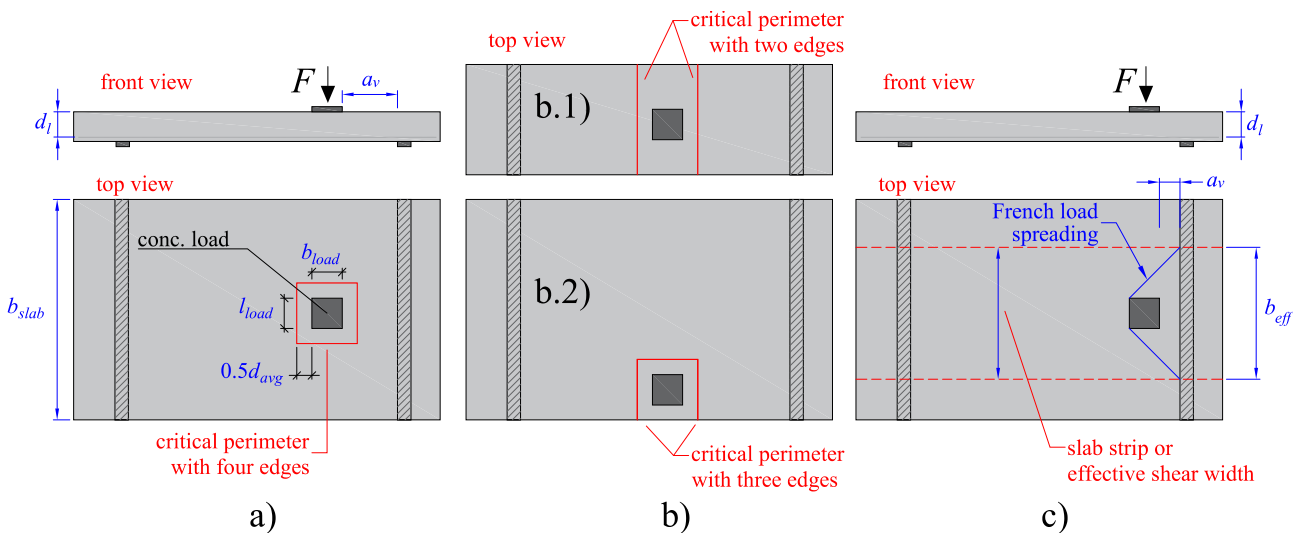 front view
F
a_v
d_l
top view
conc. load
b_load
l_load
b_slab
0.5d_avg
critical perimeter
with four edges
a)
critical perimeter
with two edges
top view
b.1)
b.2)
critical perimeter
with three edges
b)
front view
F
d_l
top view
a_v
French load
spreading
b_eff
slab strip or
effective shear width
c)